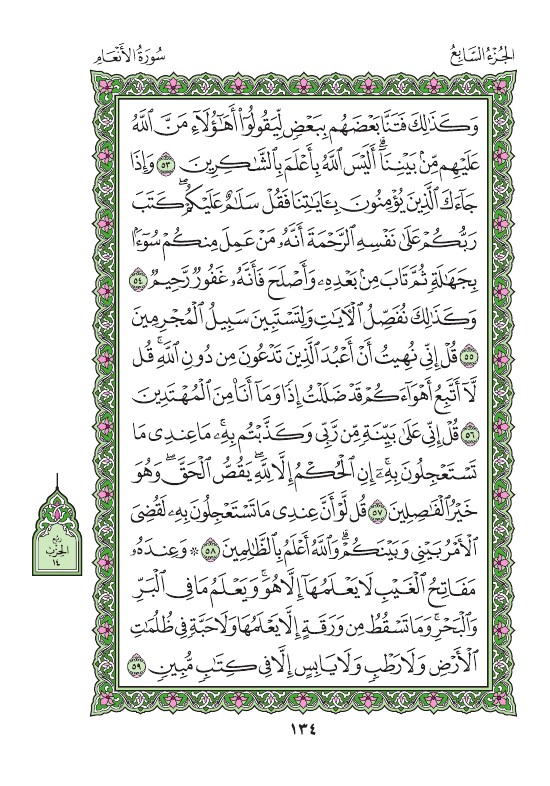 الجُزْءُ السَّابِعُ
سُورَةُ الأَنْعَام
وَكَذَٰلِكَ فَتَنَّا بَعْضَهُم بِبَعْضٍ لِّيَقُولُوٓا۟ أَهَٰٓؤُلَآءِ مَنَّ ٱللَّهُ
عَلَيْهِم مِّنۢ بَيْنِنَآ ۗ أَلَيْسَ ٱللَّهُ بِأَعْلَمَ بِٱلشَّٰكِرِينَ ٥٣ وَإِذَا
جَآءَكَ ٱلَّذِينَ يُؤْمِنُونَ بِـَٔايَٰتِنَا فَقُلْ سَلَٰمٌ عَلَيْكُمْ ۖ كَتَبَ
رَبُّكُمْ عَلَىٰ نَفْسِهِ ٱلرَّحْمَةَ أَنَّهُۥ مَنْ عَمِلَ مِنكُمْ سُوٓءًۢا
بِجَهَٰلَةٍ ثُمَّ تَابَ مِنۢ بَعْدِهِۦ وَأَصْلَحَ فَأَنَّهُۥ غَفُورٌ رَّحِيمٌ ٥٤
وَكَذَٰلِكَ نُفَصِّلُ ٱلْءَايَٰتِ وَلِتَسْتَبِينَ سَبِيلُ ٱلْمُجْرِمِينَ
٥٥ قُلْ إِنِّى نُهِيتُ أَنْ أَعْبُدَ ٱلَّذِينَ تَدْعُونَ مِن دُونِ ٱللَّهِ ۚ قُل
لَّآ أَتَّبِعُ أَهْوَآءَكُمْ ۙ قَدْ ضَلَلْتُ إِذًا وَمَآ أَنَا۠ مِنَ ٱلْمُهْتَدِينَ
٥٦ قُلْ إِنِّى عَلَىٰ بَيِّنَةٍ مِّن رَّبِّى وَكَذَّبْتُم بِهِۦ ۚ مَا عِندِى مَا
تَسْتَعْجِلُونَ بِهِۦٓ ۚ إِنِ ٱلْحُكْمُ إِلَّا لِلَّهِ ۖ يَقُصُّ ٱلْحَقَّ ۖ وَهُوَ
خَيْرُ ٱلْفَٰصِلِينَ ٥٧ قُل لَّوْ أَنَّ عِندِى مَا تَسْتَعْجِلُونَ بِهِۦ لَقُضِىَ
ٱلْأَمْرُ بَيْنِى وَبَيْنَكُمْ ۗ وَٱللَّهُ أَعْلَمُ بِٱلظَّٰلِمِينَ ٥٨ ۞ وَعِندَهُۥ
مَفَاتِحُ ٱلْغَيْبِ لَا يَعْلَمُهَآ إِلَّا هُوَ ۚ وَيَعْلَمُ مَا فِى ٱلْبَرِّ
وَٱلْبَحْرِ ۚ وَمَا تَسْقُطُ مِن وَرَقَةٍ إِلَّا يَعْلَمُهَا وَلَا حَبَّةٍ فِى ظُلُمَٰتِ
ٱلْأَرْضِ وَلَا رَطْبٍ وَلَا يَابِسٍ إِلَّا فِى كِتَٰبٍ مُّبِينٍ ٥٩
رُبْع
الحِزْب
١٤
١٣٤